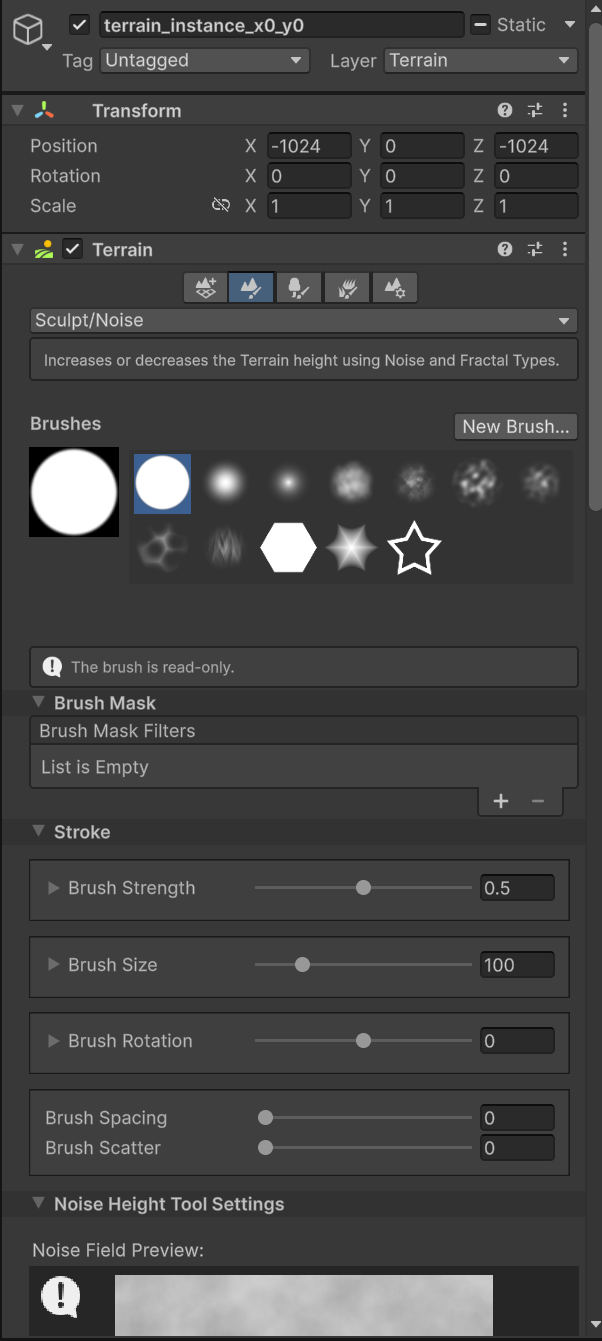 terrain_instance_x0_y0 Static
Tag Untagged Layer Terrain
Transform
Position X -1024 Y 0 Z -1024
Rotation X 0 Y 0 Z 0
Scale X 1 Y 1 Z 1
Terrain
Sculpt/Noise
Increases or decreases the Terrain height using Noise and Fractal Types.
Brushes New Brush...
The brush is read-only.
Brush Mask
Brush Mask Filters
List is Empty
Stroke
Brush Strength 0.5
Brush Size 100
Brush Rotation 0
Brush Spacing 0
Brush Scatter 0
Noise Height Tool Settings
Noise Field Preview: